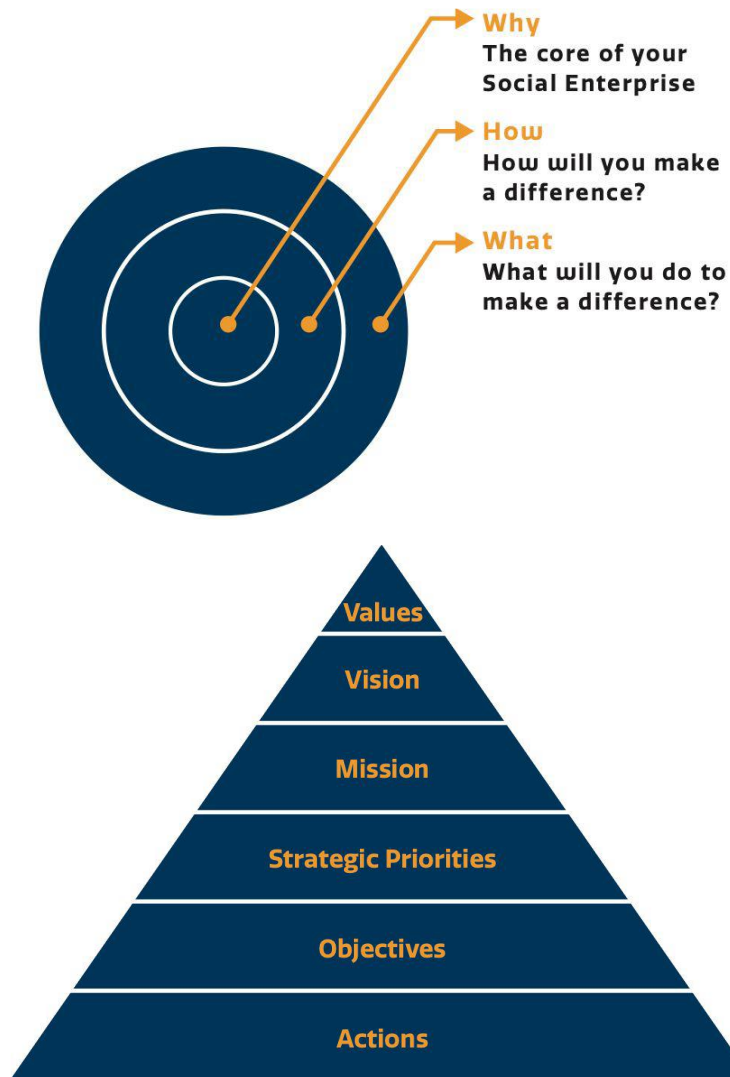 Why
The core of your
Social Enterprise
How
How will you make
a difference?
What
What will you do to
make a difference?
Values
Vision
Mission
Strategic Priorities
Objectives
Actions